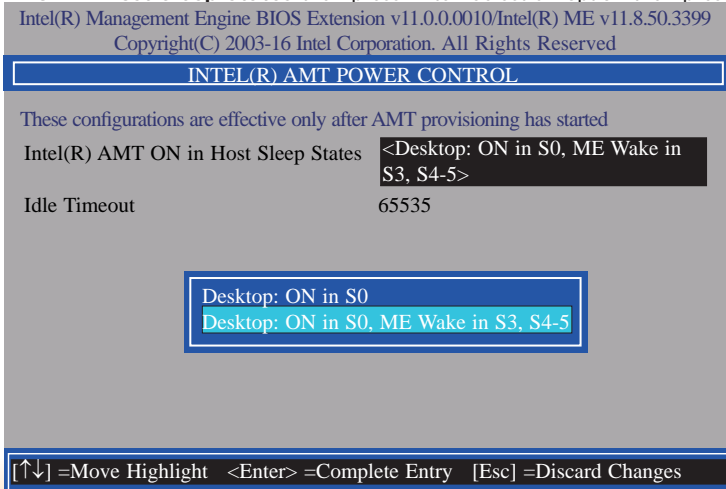 Intel(R) Management Engine BIOS Extension v11.0.0.0010/Intel(R) ME v11.8.50.3399
Copyright(C) 2003-16 Intel Corporation. All Rights Reserved
INTEL(R) AMT POWER CONTROL
These configurations are effective only after AMT provisioning has started
Intel(R) AMT ON in Host Sleep States
<Desktop: ON in S0, ME Wake in
S3, S4-5>
Idle Timeout
65535
Desktop: ON in S0
Desktop: ON in S0, ME Wake in S3, S4-5
[↑↓] =Move Highlight <Enter> =Complete Entry [Esc] =Discard Changes